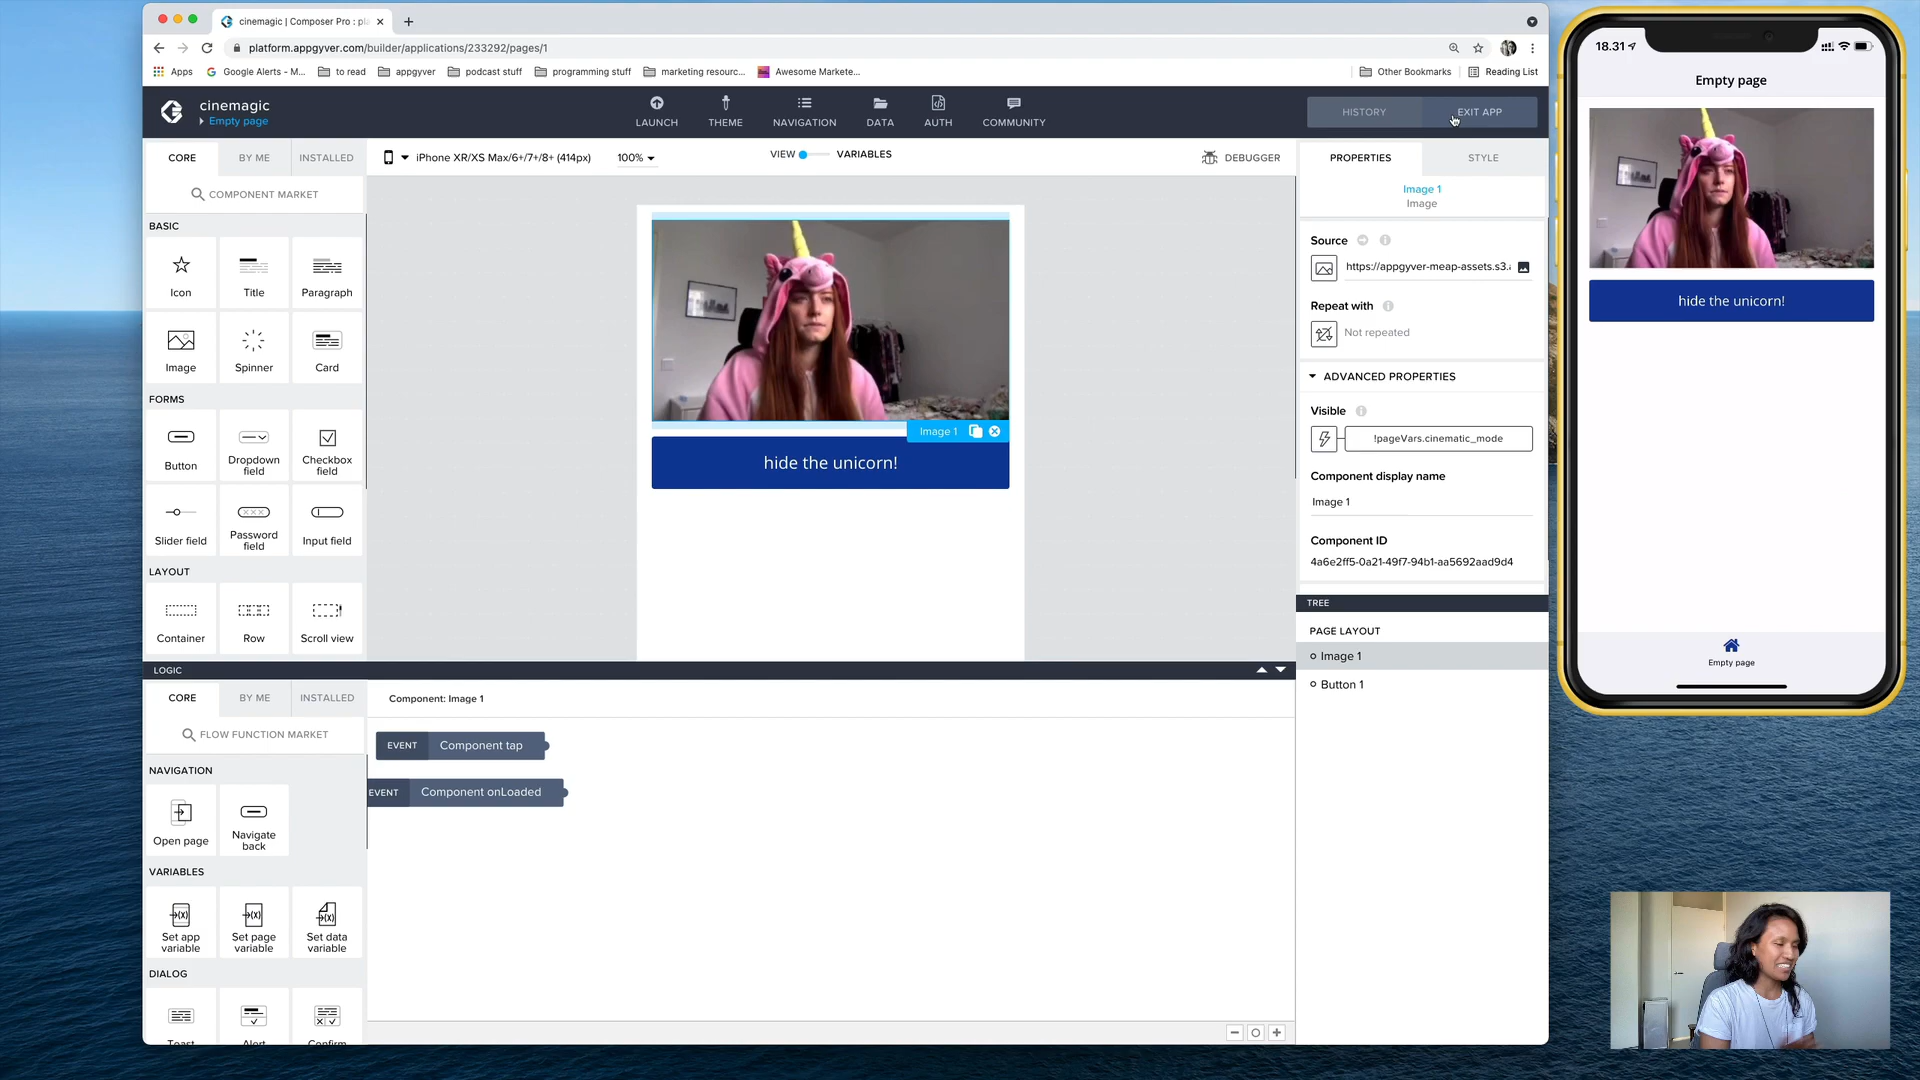 cinemagic | Composer Pro : pla
platform.appgyver.com/builder/applications/233292/pages/1
Apps
Google Alerts – M...
to read
appgyver
podcast stuff
programming stuff
marketing resourc...
Awesome Markete...
Other Bookmarks
Reading List
cinemagic
Empty page
LAUNCH
THEME
NAVIGATION
DATA
AUTH
COMMUNITY
HISTORY
EXIT APP
CORE
BY ME
INSTALLED
COMPONENT MARKET
BASIC
Icon
Title
Paragraph
Image
Spinner
Card
FORMS
Button
Dropdown field
Checkbox field
Slider field
Password field
Input field
LAYOUT
Container
Row
Scroll view
iPhone XR/XS Max/6+/7+/8+ (414px)
100%
VIEW
VARIABLES
DEBUGGER
Image 1
hide the unicorn!
PROPERTIES
STYLE
Image 1
Image
Source
https://appgyver-meap-assets.s3.
Repeat with
Not repeated
ADVANCED PROPERTIES
Visible
!pageVars.cinematic_mode
Component display name
Image 1
Component ID
4a6e2ff5-0a21-49f7-94b1-aa5692aad9d4
TREE
PAGE LAYOUT
Image 1
Button 1
LOGIC
CORE
BY ME
INSTALLED
FLOW FUNCTION MARKET
NAVIGATION
Open page
Navigate back
VARIABLES
Set app variable
Set page variable
Set data variable
DIALOG
Toast
Alert
Confirm
Component: Image 1
EVENT
Component tap
EVENT
Component onLoaded
18.31
Empty page
hide the unicorn!
Empty page